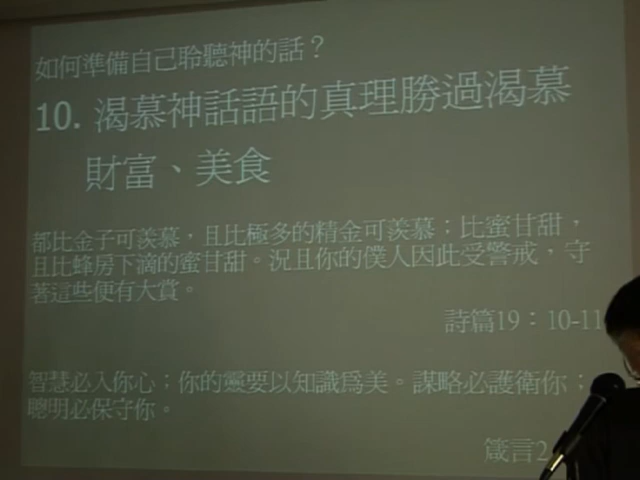 如何準備自己聆聽神的話？
10. 渴慕神話語的真理勝過渴慕
財富、美食
都比金子可羨慕，且比極多的精金可羨慕；比蜜甘甜，
且比蜂房下滴的蜜甘甜。況且你的僕人因此受警戒，守
著這些便有大賞。
詩篇19：10-11
智慧必入你心；你的靈要以知識爲美。謀略必護衛你；
聰明必保守你。
箴言2